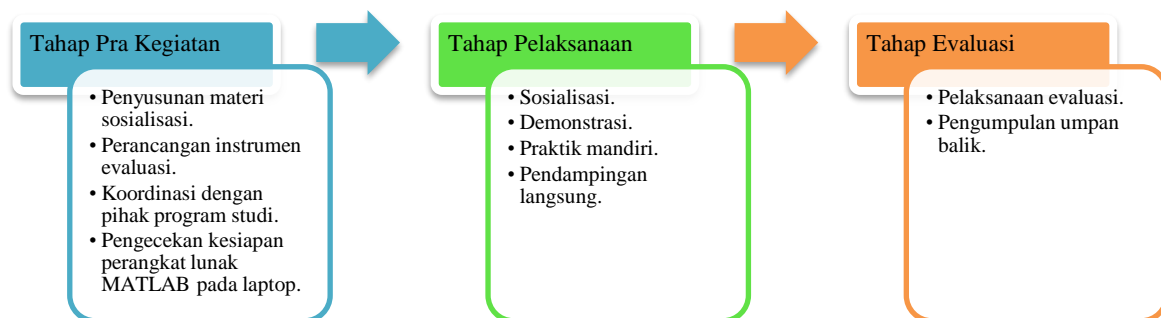 Tahap Pra Kegiatan
• Penyusunan materi
sosialisasi.
• Perancangan instrumen
evaluasi.
• Koordinasi dengan
pihak program studi.
• Pengecekan kesiapan
perangkat lunak
MATLAB pada laptop.
Tahap Pelaksanaan
• Sosialisasi.
• Demonstrasi.
• Praktik mandiri.
• Pendampingan
langsung.
Tahap Evaluasi
• Pelaksanaan evaluasi.
• Pengumpulan umpan
balik.